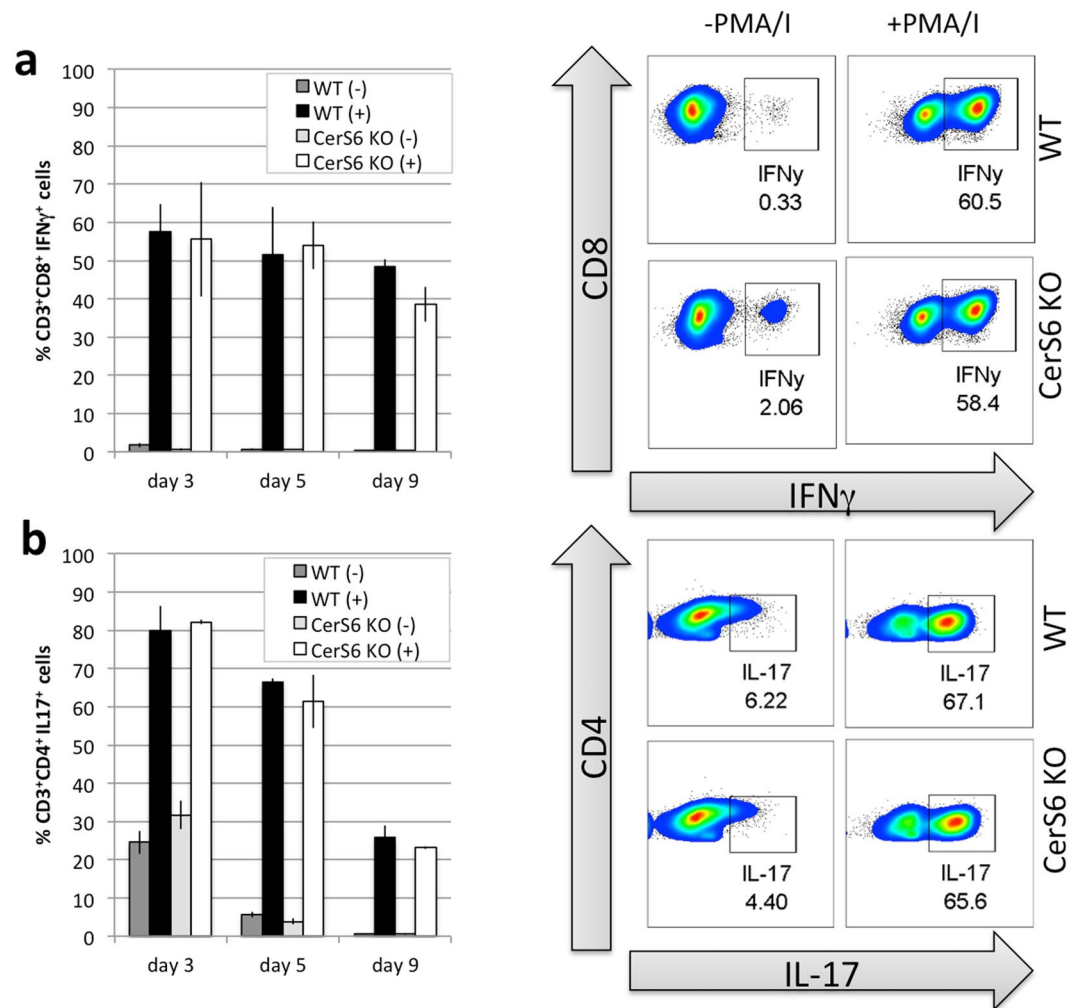 a
% CD3+CD8+ IFNγ+ cells
100
90
80
70
60
50
40
30
20
10
0
WT (-)
WT (+)
CerS6 KO (-)
CerS6 KO (+)
day 3
day 5
day 9
-PMA/I
+PMA/I
CD8
IFNy
0.33
IFNy
60.5
WT
IFNy
2.06
IFNy
58.4
CerS6 KO
IFNγ
b
% CD3+CD4+ IL17+ cells
100
90
80
70
60
50
40
30
20
10
0
WT (-)
WT (+)
CerS6 KO (-)
CerS6 KO (+)
day 3
day 5
day 9
CD4
IL-17
6.22
IL-17
67.1
WT
IL-17
4.40
IL-17
65.6
CerS6 KO
IL-17